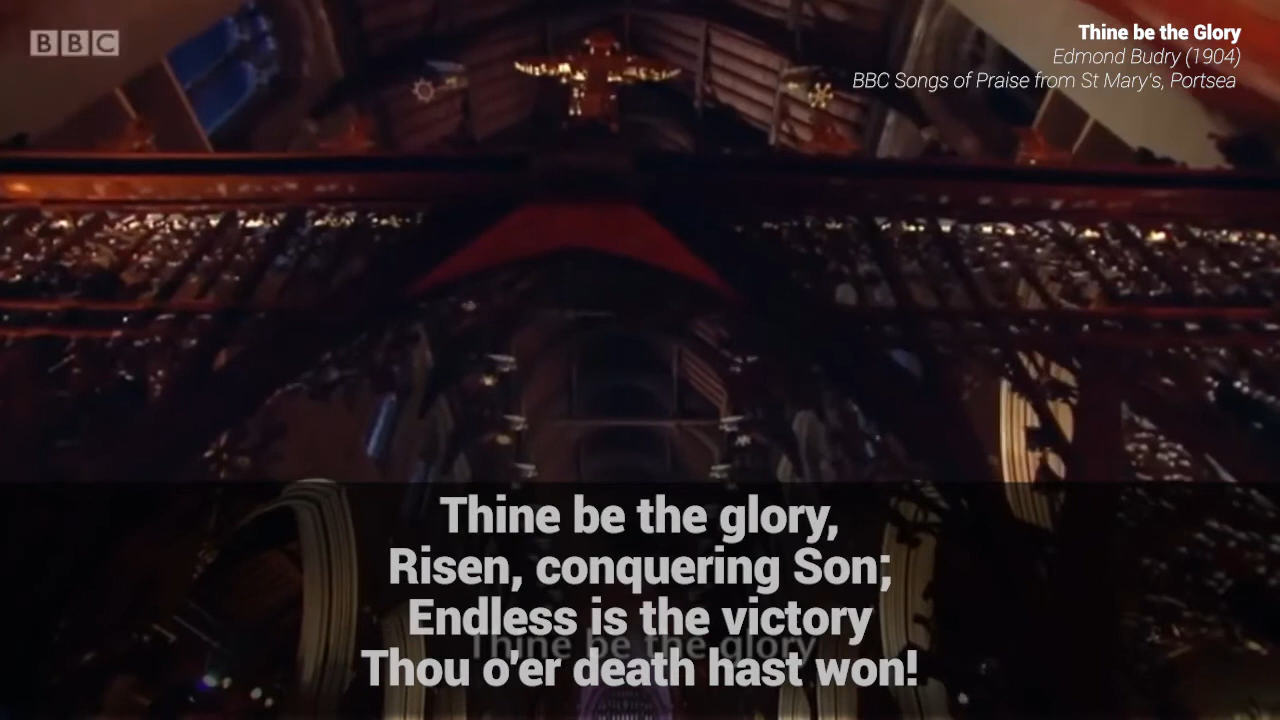 BBC
Thine be the Glory
Edmond Budry (1904)
BBC Songs of Praise from St Mary's, Portsea
Thine be the glory,
Risen, conquering Son;
Endless is the victory
Thine be the glory
Thou o'er death hast won!